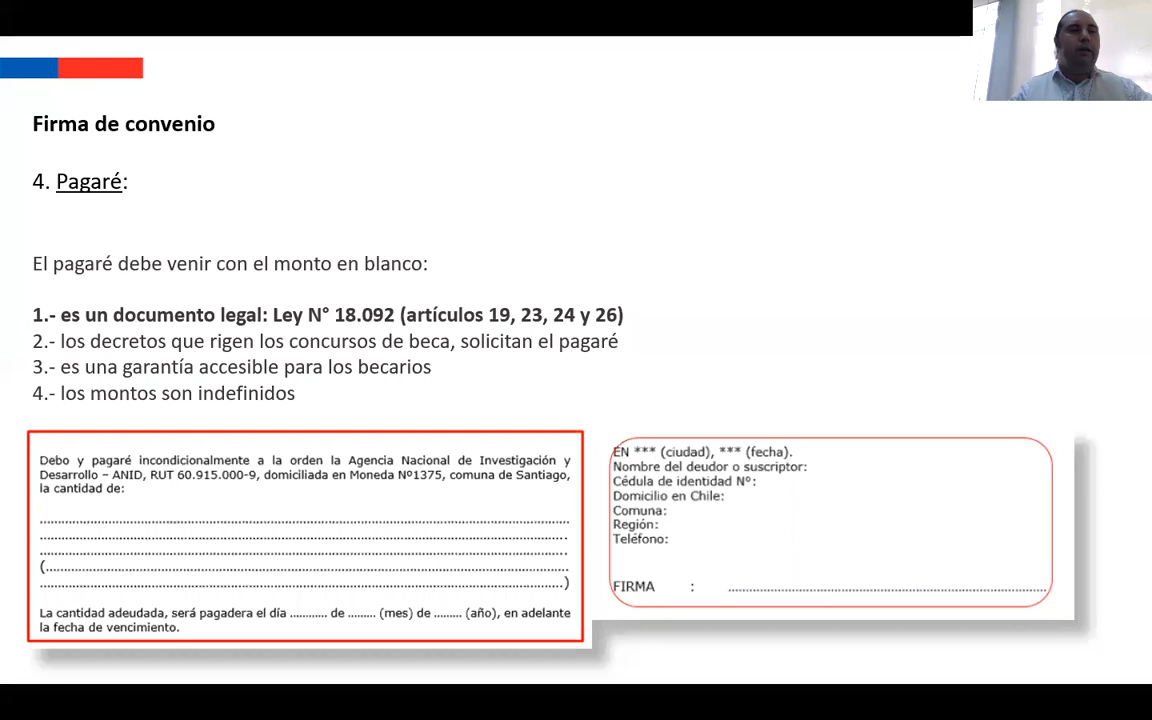 Firma de convenio
4. Pagaré:
El pagaré debe venir con el monto en blanco:
1.- es un documento legal: Ley N° 18.092 (artículos 19, 23, 24 y 26)
2.- los decretos que rigen los concursos de beca, solicitan el pagaré
3.- es una garantía accesible para los becarios
4.- los montos son indefinidos
Debo y pagaré incondicionalmente a la orden la Agencia Nacional de Investigación y
Desarrollo – ANID, RUT 60.915.000-9, domiciliada en Moneda Nº1375, comuna de Santiago,
la cantidad de:
....................................................................................................
....................................................................................................
....................................................................................................
(...................................................................................................
...................................................................................................)
La cantidad adeudada, será pagadera el día ............ de ......... (mes) de ......... (año), en adelante
la fecha de vencimiento.
EN *** (ciudad), *** (fecha).
Nombre del deudor o suscriptor:
Cédula de identidad Nº:
Domicilio en Chile:
Comuna:
Región:
Teléfono:
FIRMA : ................................................................................